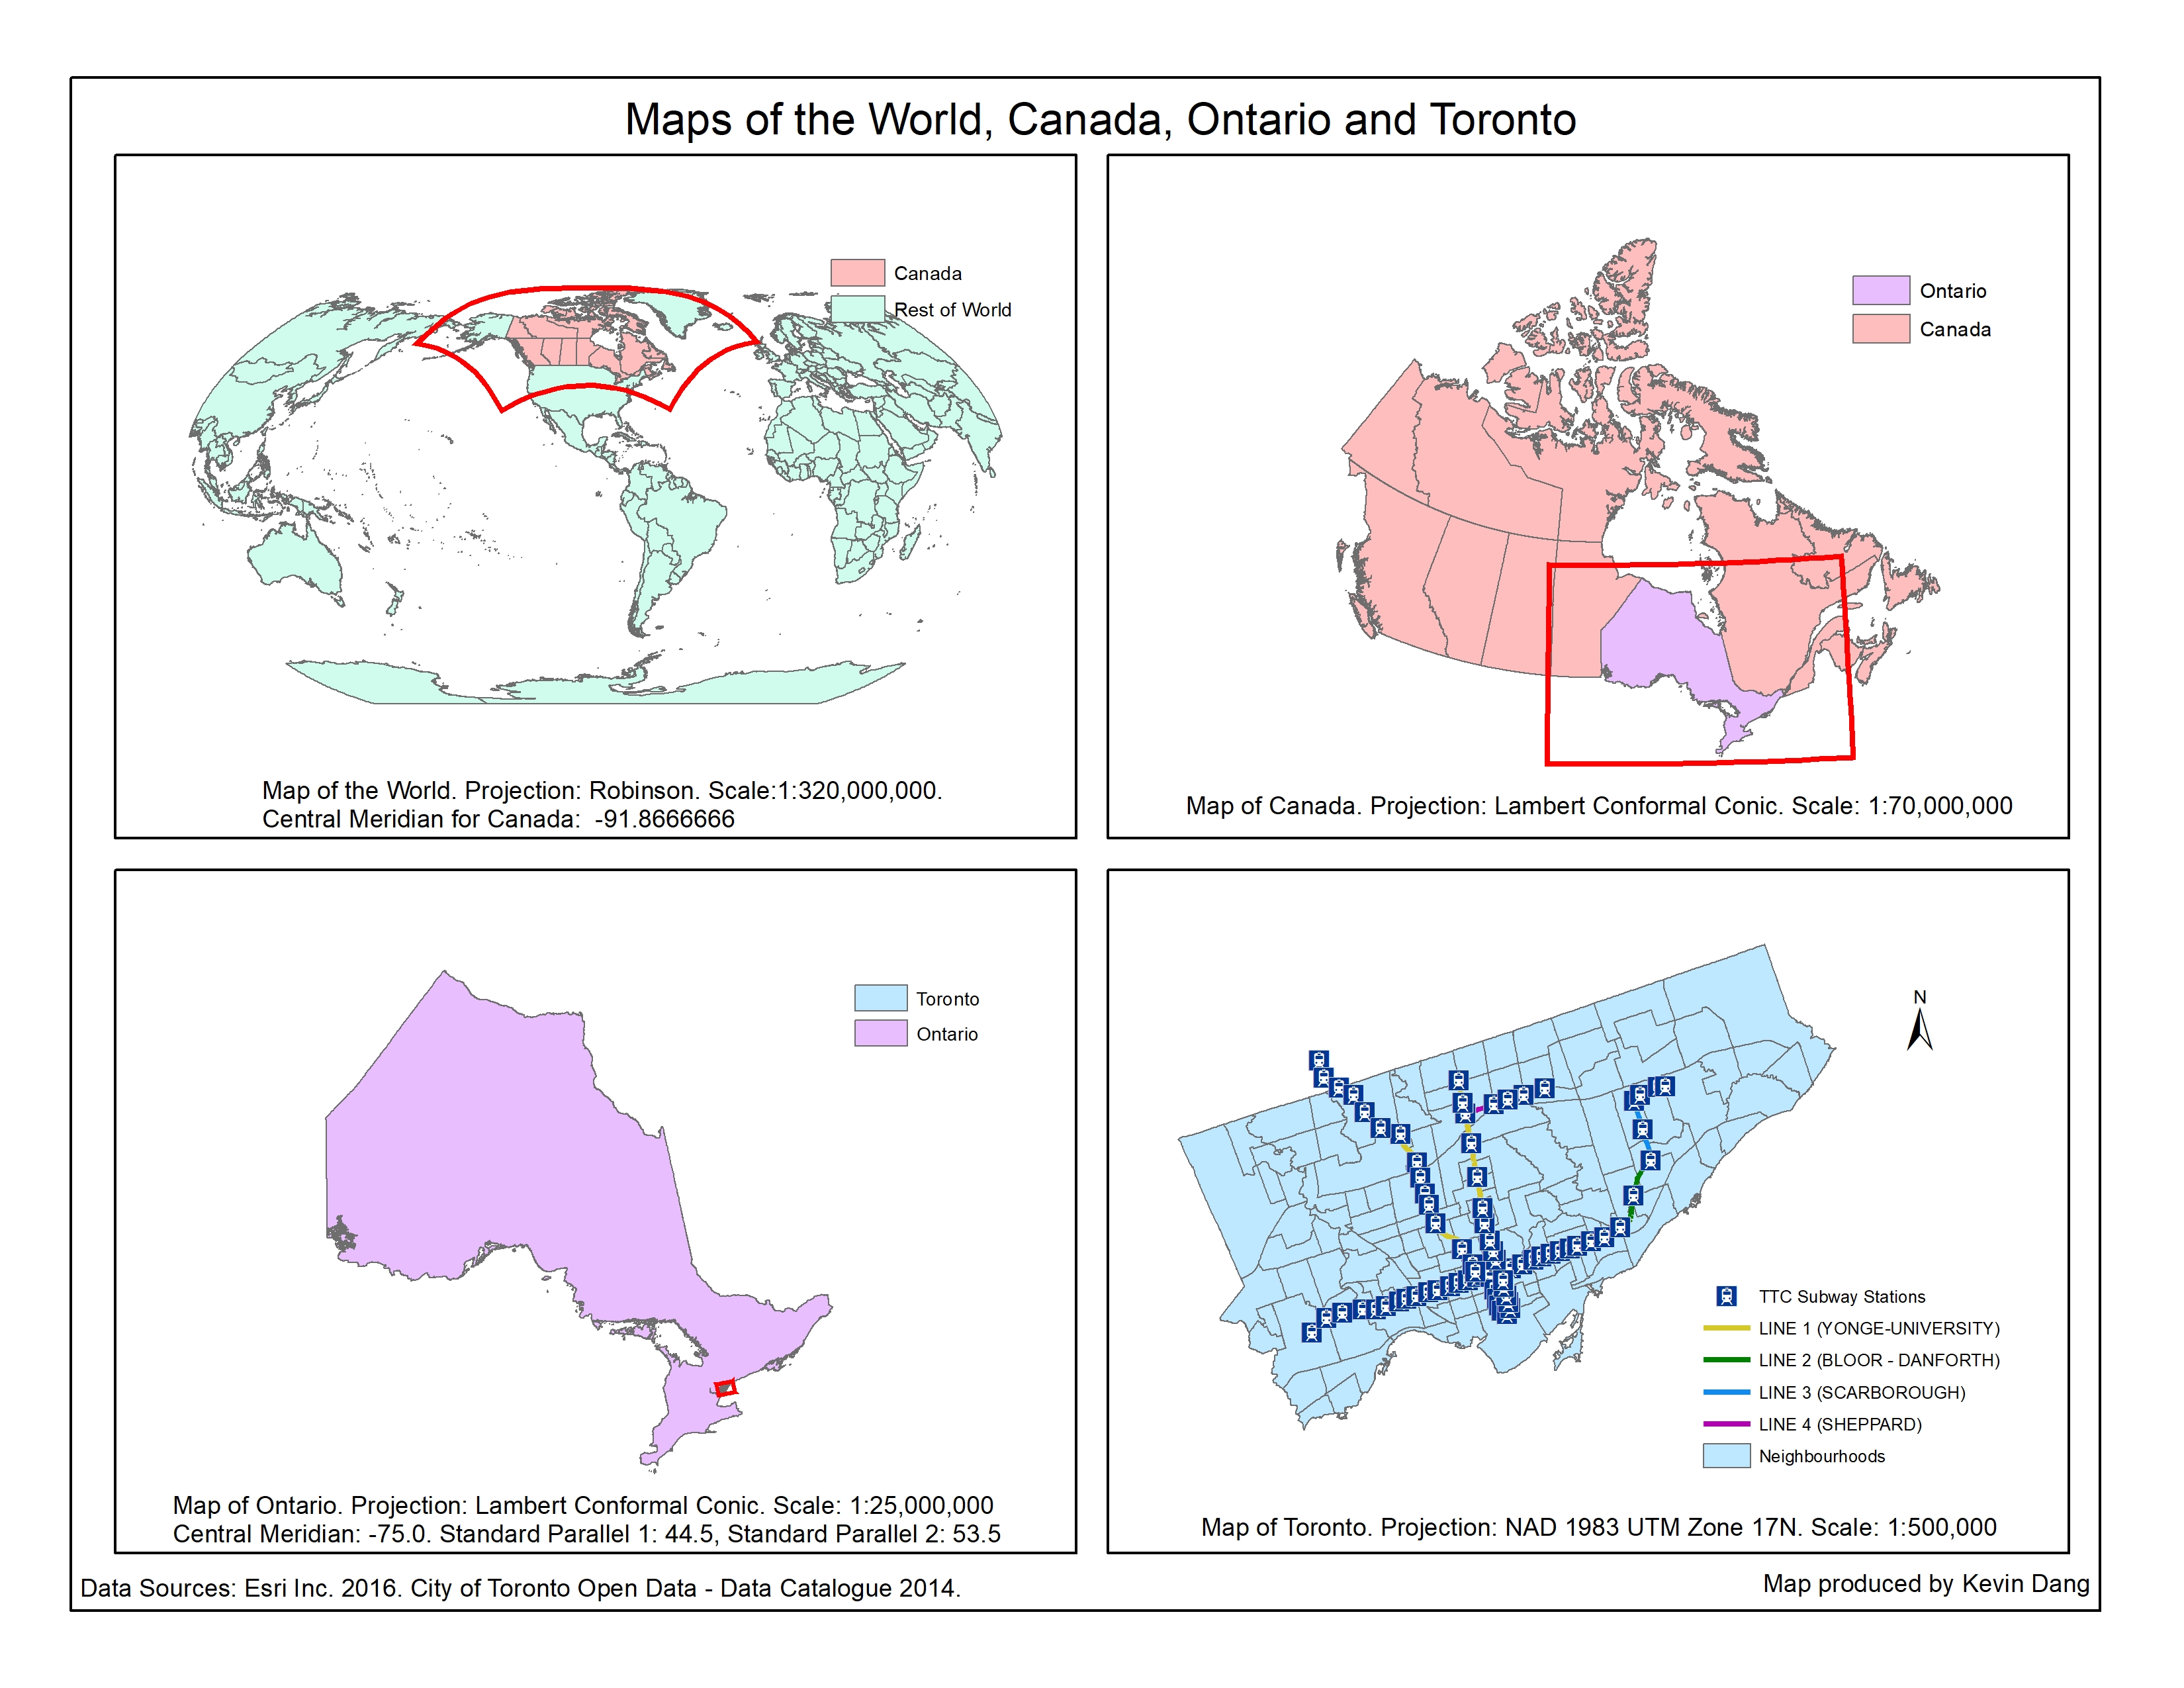 Maps of the World, Canada, Ontario and Toronto
Canada
Rest of World
Map of the World. Projection: Robinson. Scale:1:320,000,000.
Central Meridian for Canada:  -91.8666666
Ontario
Canada
Map of Canada. Projection: Lambert Conformal Conic. Scale: 1:70,000,000
Toronto
Ontario
Map of Ontario. Projection: Lambert Conformal Conic. Scale: 1:25,000,000
Central Meridian: -75.0. Standard Parallel 1: 44.5, Standard Parallel 2: 53.5
N
TTC Subway Stations
LINE 1 (YONGE-UNIVERSITY)
LINE 2 (BLOOR - DANFORTH)
LINE 3 (SCARBOROUGH)
LINE 4 (SHEPPARD)
Neighbourhoods
Map of Toronto. Projection: NAD 1983 UTM Zone 17N. Scale: 1:500,000
Data Sources: Esri Inc. 2016. City of Toronto Open Data - Data Catalogue 2014.
Map produced by Kevin Dang